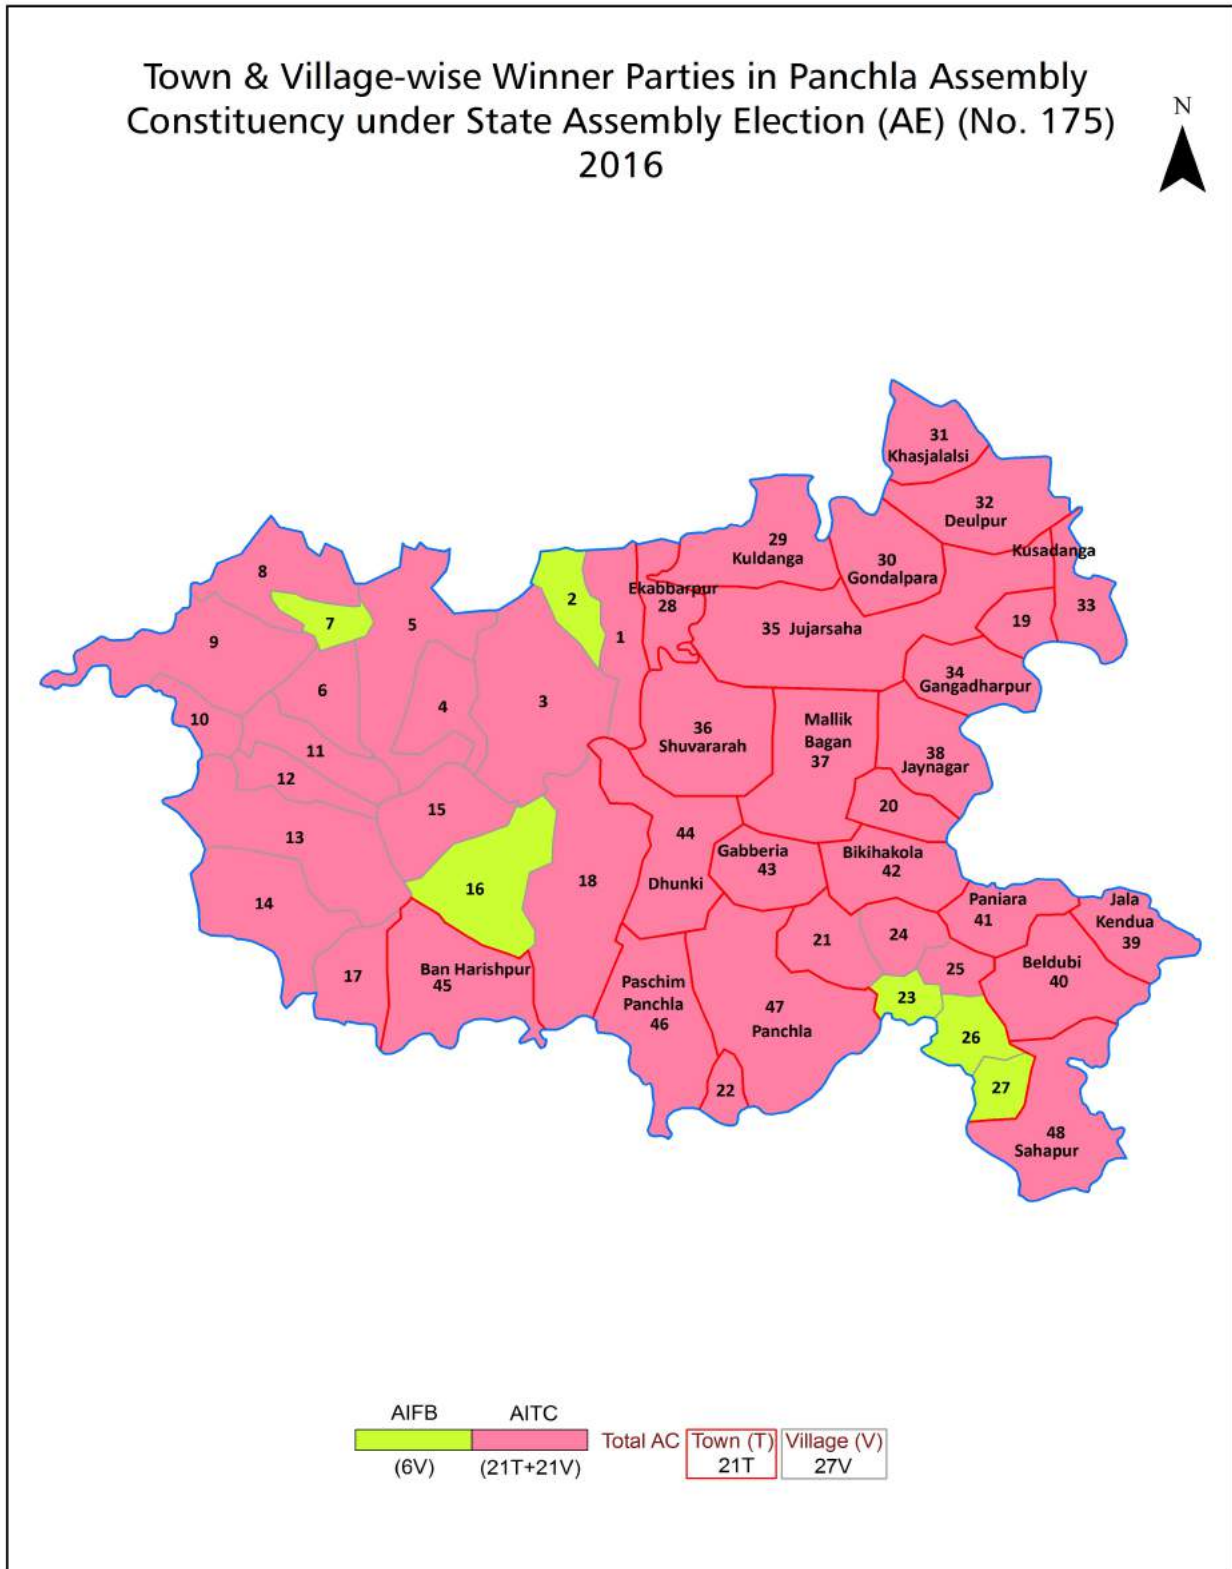 Town & Village-wise Winner Parties in Panchla Assembly
Constituency under State Assembly Election (AE) (No. 175)
2016
N
31
Khasjalalsi
32
Deulpur
29
Kuldanga
Kusadanga
30
Gondalpara
8
2
Ekabbarpur
28
7
5
33
19
35 Jujarsaha
1
9
34
Gangadharpur
6
4
3
10
36
Shuvararah
Mallik
Bagan
37
11
38
Jaynagar
12
15
20
13
44
Gabberia
43
Bikihakola
42
Dhunki
16
18
14
Paniara
41
Jala
Kendua
39
21
24
Ban Harishpur
45
17
25
Beldubi
40
Paschim
Panchla
46
23
47
Panchla
26
22
27
48
Sahapur
AIFB AITC
Total AC Town (T) Village (V)
(6V) (21T+21V) 21T 27V